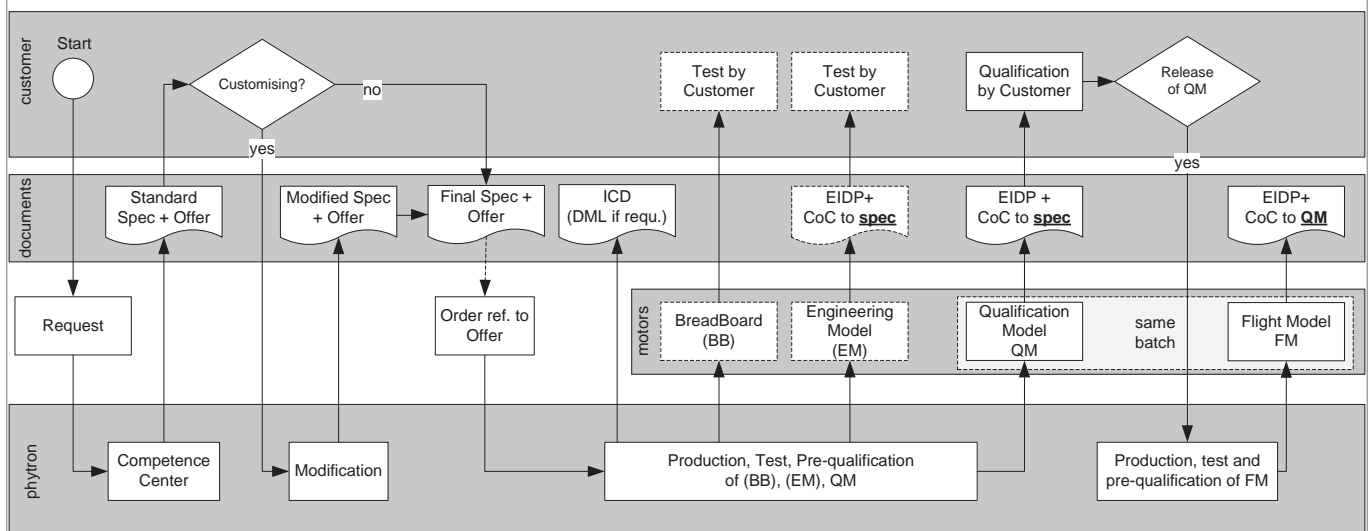 customer
Start
Customising?
no
yes
Test by
Customer
Test by
Customer
Qualification
by Customer
Release
of QM
yes
documents
Standard
Spec + Offer
Modified Spec
+ Offer
Final Spec +
Offer
ICD
(DML if requ.)
EIDP+
CoC to spec
EIDP +
CoC to spec
EIDP+
CoC to QM
Request
Order ref. to
Offer
motors
BreadBoard
(BB)
Engineering
Model
(EM)
Qualification
Model
QM
same
batch
Flight Model
FM
phytron
Competence
Center
Modification
Production, Test, Pre-qualification
of (BB), (EM), QM
Production, test and
pre-qualification of FM